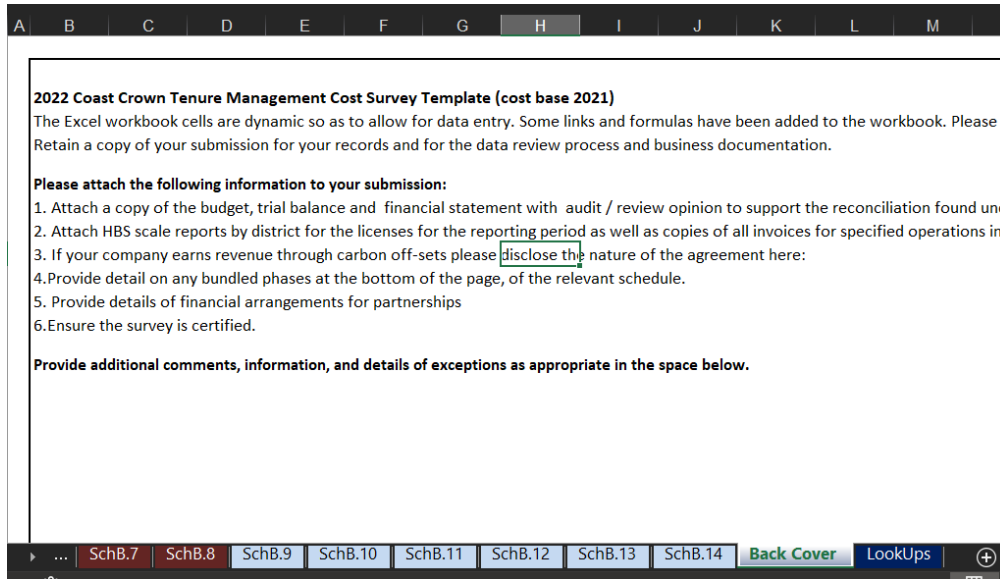 A B C D E F G H I J K L M
2022 Coast Crown Tenure Management Cost Survey Template (cost base 2021)
The Excel workbook cells are dynamic so as to allow for data entry. Some links and formulas have been added to the workbook. Please
Retain a copy of your submission for your records and for the data review process and business documentation.
Please attach the following information to your submission:
1. Attach a copy of the budget, trial balance and financial statement with audit / review opinion to support the reconciliation found
2. Attach HBS scale reports by district for the licenses for the reporting period as well as copies of all invoices for specified operations
3. If your company earns revenue through carbon off-sets please disclose the nature of the agreement here:
4.Provide detail on any bundled phases at the bottom of the page, of the relevant schedule.
5. Provide details of financial arrangements for partnerships
6.Ensure the survey is certified.
Provide additional comments, information, and details of exceptions as appropriate in the space below.
... SchB.7 SchB.8 SchB.9 SchB.10 SchB.11 SchB.12 SchB.13 SchB.14 Back Cover LookUps